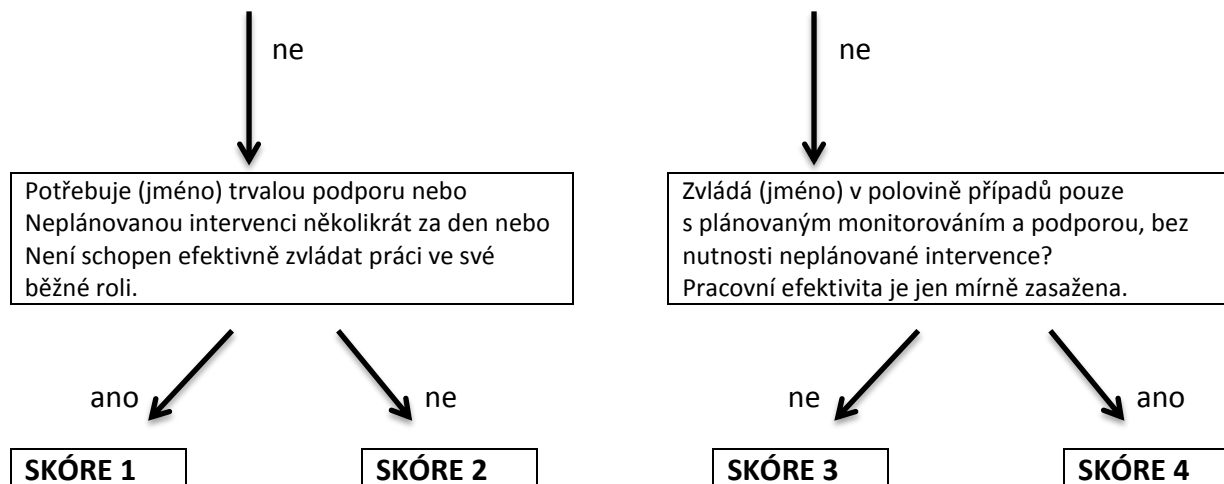 ne
ne
Potřebuje (jméno) trvalou podporu nebo
Neplánovanou intervenci několikrát za den nebo
Není schopen efektivně zvládat práci ve své
běžné roli.
Zvládá (jméno) v polovině případů pouze
s plánovaným monitorováním a podporou, bez
nutnosti neplánované intervence?
Pracovní efektivita je jen mírně zasažena.
ano
ne
ne
ano
SKÓRE 1
SKÓRE 2
SKÓRE 3
SKÓRE 4